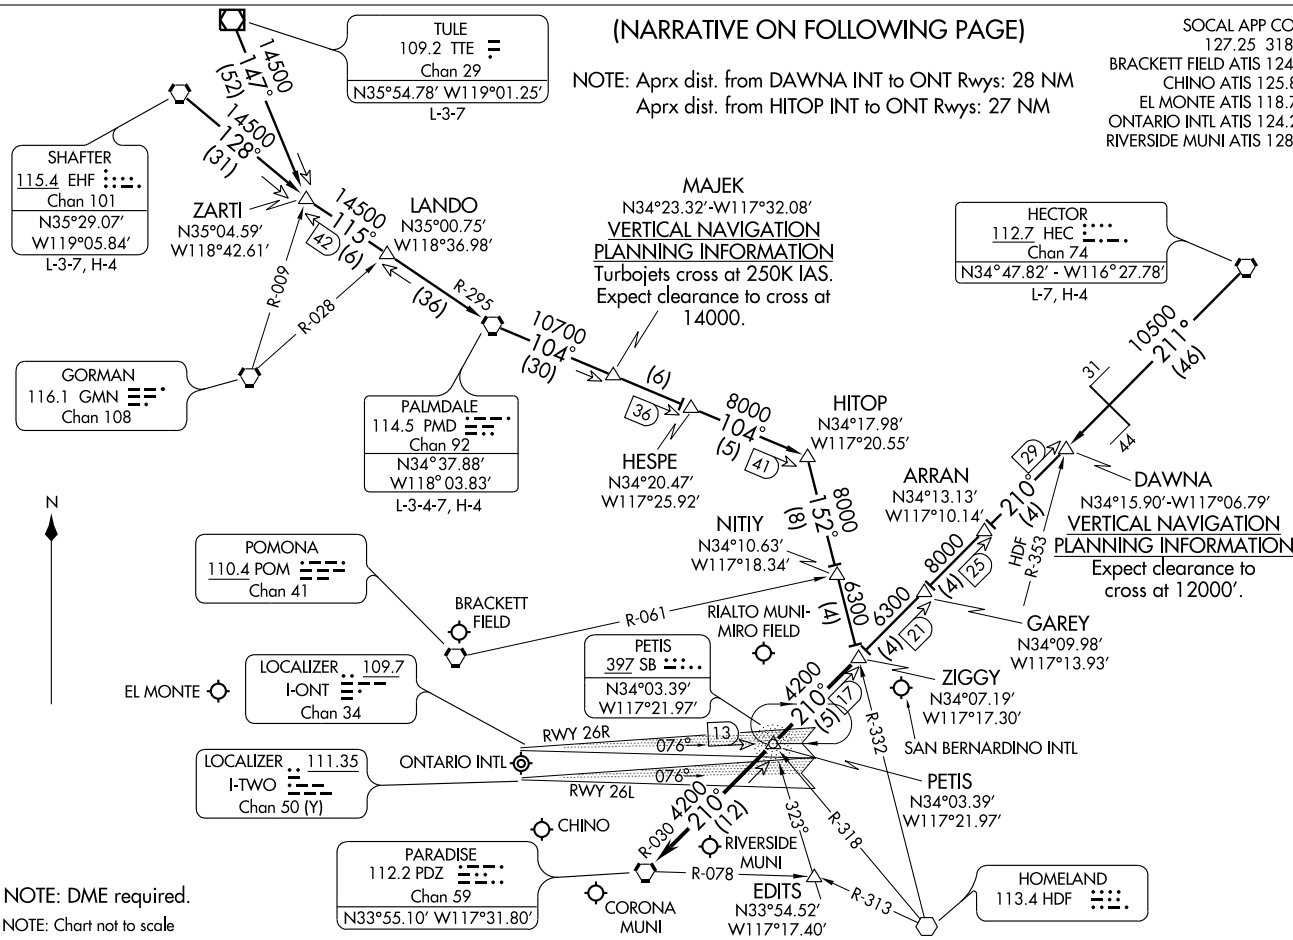 (NARRATIVE ON FOLLOWING PAGE)
NOTE: Aprx dist. from DAWNA INT to ONT Rwys: 28 NM
Aprx dist. from HITOP INT to ONT Rwys: 27 NM
SOCAL APP CO
127.25 318
BRACKETT FIELD ATIS 124
CHINO ATIS 125.8
EL MONTE ATIS 118.7
ONTARIO INTL ATIS 124.2
RIVERSIDE MUNI ATIS 128
TULE
109.2 TTE
Chan 29
N35°54.78' W119°01.25'
L-3-7
14500
147°
(52)
14500
128°
(31)
SHAFTER
115.4 EHF
Chan 101
N35°29.07'
W119°05.84'
L-3-7, H-4
ZARTI
N35°04.59'
W118°42.61'
14500
115°
(6)
42
LANDO
N35°00.75'
W118°36.98'
R-009
R-028
(36)
R-295
GORMAN
116.1 GMN
Chan 108
MAJEK
N34°23.32'-W117°32.08'
VERTICAL NAVIGATION
PLANNING INFORMATION
Turbojets cross at 250K IAS.
Expect clearance to cross at
14000.
HECTOR
112.7 HEC
Chan 74
N34°47.82' - W116°27.78'
L-7, H-4
10500
211°
(46)
31
44
10700
104°
(30)
(6)
36
PALMDALE
114.5 PMD
Chan 92
N34°37.88'
W118°03.83'
L-3-4-7, H-4
8000
104°
(5)
41
HESPE
N34°20.47'
W117°25.92'
HITOP
N34°17.98'
W117°20.55'
ARRAN
N34°13.13'
W117°10.14'
29
210°
(4)
DAWNA
N34°15.90'-W117°06.79'
VERTICAL NAVIGATION
PLANNING INFORMATION
Expect clearance to
cross at 12000'.
HDF
R-353
N
8000
152°
(8)
NITIY
N34°10.63'
W117°18.34'
8000
(4)
25
6300
(4)
21
6300
(4)
GAREY
N34°09.98'
W117°13.93'
POMONA
110.4 POM
Chan 41
BRACKETT
FIELD
R-061
RIALTO MUNI-
MIRO FIELD
PETIS
397 SB
N34°03.39'
W117°21.97'
ZIGGY
N34°07.19'
W117°17.30'
4200
210°
(5)
17
SAN BERNARDINO INTL
EL MONTE
LOCALIZER 109.7
I-ONT
Chan 34
RWY 26R
076°
13
R-332
LOCALIZER 111.35
I-TWO
Chan 50 (Y)
ONTARIO INTL
076°
RWY 26L
PETIS
N34°03.39'
W117°21.97'
4200
210°
(12)
R-030
323°
R-318
CHINO
RIVERSIDE
MUNI
PARADISE
112.2 PDZ
Chan 59
N33°55.10' W117°31.80'
R-078
CORONA
MUNI
EDITS
N33°54.52'
W117°17.40'
R-313
HOMELAND
113.4 HDF
NOTE: DME required.
NOTE: Chart not to scale